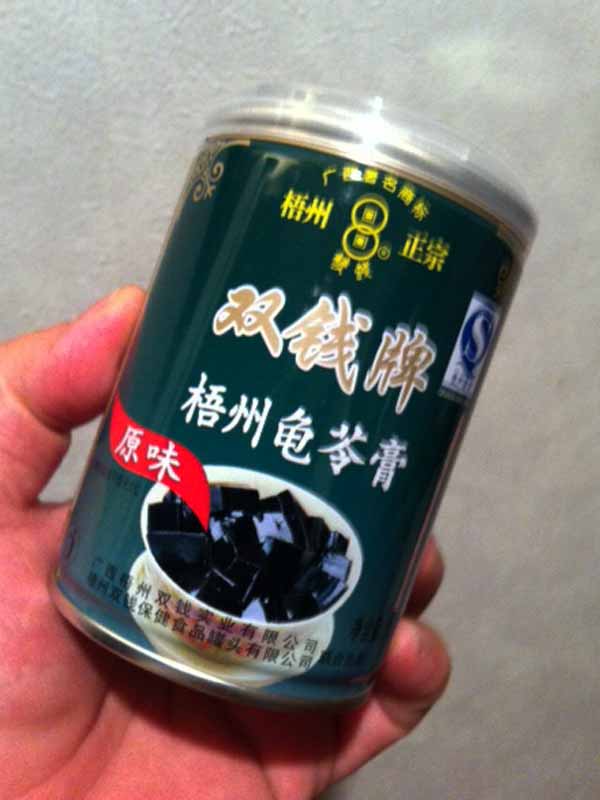 广西著名商标
梧州 正宗
双钱
双钱牌
梧州龟苓膏
原味
广西梧州双钱实业有限公司
梧州双钱保健食品罐头有限公司